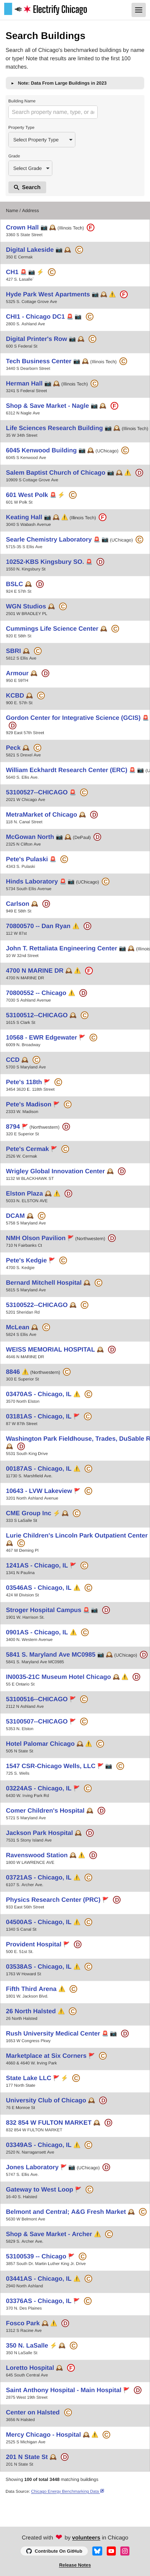 Electrify Chicago
Search Buildings
Search all of Chicago's benchmarked buildings by name or type! Note that results are limited to the first 100 matches.
Note: Data From Large Buildings in 2023
Building Name
Search property name, type, or ad
Property Type
Select Property Type
Grade
Select Grade
Search
Name / Address
Crown Hall (Illinois Tech) F
3360 S State Street
Digital Lakeside C
350 E Cermak
CH1 C
427 S. Lasalle
Hyde Park West Apartments F
5325 S. Cottage Grove Ave
CHI1 - Chicago DC1 C
2800 S. Ashland Ave
Digital Printer's Row C
600 S Federal St
Tech Business Center (Illinois Tech) C
3440 S Dearborn Street
Herman Hall (Illinois Tech) C
3241 S Federal Street
Shop & Save Market - Nagle F
6312 N Nagle Ave
Life Sciences Research Building (Illinois Tech)
35 W 34th Street
6045 Kenwood Building (UChicago) C
6045 S Kenwood Ave
Salem Baptist Church of Chicago D
10909 S Cottage Grove Ave
601 West Polk C
601 W Polk St
Keating Hall (Illinois Tech) F
3040 S Wabash Avenue
Searle Chemistry Laboratory (UChicago) C
5715-35 S Ellis Ave
10252-KBS Kingsbury SO. D
1500 N. Kingsbury St
BSLC D
924 E 57th St
WGN Studios C
2501 W BRADLEY PL
Cummings Life Science Center C
920 E 58th St
SBRI C
5812 S Ellis Ave
Armour D
950 E 59TH
KCBD C
900 E. 57th St
Gordon Center for Integrative Science (GCIS)
D
929 East 57th Street
Peck C
5621 S Greset Ave
William Eckhardt Research Center (ERC)
5640 S. Ellis Ave.
53100527--CHICAGO C
2021 W Chicago Ave
MetraMarket of Chicago D
118 N. Canal Street
McGowan North (DePaul) D
2325 N Clifton Ave
Pete's Pulaski C
4343 S. Pulaski
Hinds Laboratory (UChicago) C
5734 South Ellis Avenue
Carlson D
949 E 58th St
70800570 -- Dan Ryan D
312 W 87st
John T. Rettaliata Engineering Center
10 W 32nd Street
4700 N MARINE DR F
4700 N MARINE DR
70800552 -- Chicago D
7030 S Ashland Avenue
53100512--CHICAGO C
1615 S Clark St
10568 - EWR Edgewater C
6009 N. Broadway
CCD C
5700 S Maryland Ave
Pete's 118th C
3454 3620 E. 118th Street
Pete's Madison C
2333 W. Madison
8794 (Northwestern) D
320 E Superior St
Pete's Cermak C
2526 W. Cermak
Wrigley Global Innovation Center D
1132 W BLACKHAWK ST
Elston Plaza D
5033 N. ELSTON AVE
DCAM C
5758 S Maryland Ave
NMH Olson Pavilion (Northwestern) D
710 N Fairbanks Ct
Pete's Kedgie C
4700 S. Kedgie
Bernard Mitchell Hospital C
5815 S Maryland Ave
53100522--CHICAGO C
5201 Sheridan Rd
McLean C
5624 S Ellis Ave
WEISS MEMORIAL HOSPITAL D
4646 N MARINE DR
8846 (Northwestern) C
303 E Superior St
03470AS - Chicago, IL C
3570 North Elston
03181AS - Chicago, IL C
87 W 87th Street
Washington Park Fieldhouse, Trades, DuSable R
D
5531 South King Drive
00187AS - Chicago, IL C
11730 S. Marshfield Ave.
10643 - LVW Lakeview C
3202 North Ashland Avenue
CME Group Inc C
333 S LaSalle St
Lurie Children's Lincoln Park Outpatient Center
C
467 W Deming Pl
1241AS - Chicago, IL C
1341 N Paulina
03546AS - Chicago, IL C
424 W Division St
Stroger Hospital Campus D
1901 W. Harrison St.
0901AS - Chicago, IL C
3400 N. Western Avenue
5841 S. Maryland Ave MC0985 (UChicago) D
5841 S. Maryland Ave MC0985
IN0035-21C Museum Hotel Chicago D
55 E Ontario St
53100516--CHICAGO C
2112 N Ashland Ave
53100507--CHICAGO C
5353 N. Elston
Hotel Palomar Chicago C
505 N State St
1547 CSR-Chicago Wells, LLC C
725 S. Wells
03224AS - Chicago, IL C
6430 W. Irving Park Rd
Comer Children's Hospital D
5721 S Maryland Ave
Jackson Park Hospital D
7531 S Stony Island Ave
Ravenswood Station D
1800 W LAWRENCE AVE
03721AS - Chicago, IL C
6107 S. Archer Ave
Physics Research Center (PRC) D
933 East 56th Street
04500AS - Chicago, IL C
1340 S Canal St
Provident Hospital D
500 E. 51st St.
03538AS - Chicago, IL C
1763 W Howard St
Fifth Third Arena C
1801 W. Jackson Blvd.
26 North Halsted C
26 North Halsted
Rush University Medical Center D
1653 W Congress Pkwy
Marketplace at Six Corners C
4660 & 4640 W. Irving Park
State Lake LLC C
177 North State
University Club of Chicago D
76 E Monroe St
832 854 W FULTON MARKET D
832 854 W FULTON MARKET
03349AS - Chicago, IL C
2520 N. Narragansett Ave
Jones Laboratory (UChicago) D
5747 S. Ellis Ave.
Gateway to West Loop C
39-40 S. Halsted
Belmont and Central; A&G Fresh Market C
5630 W Belmont Ave
Shop & Save Market - Archer C
5829 S. Archer Ave.
53100539 -- Chicago C
3857 South Dr. Martin Luther King Jr. Drive
03441AS - Chicago, IL C
2940 North Ashland
03376AS - Chicago, IL C
370 N. Des Plaines
Fosco Park D
1312 S Racine Ave
350 N. LaSalle C
350 N LaSalle St
Loretto Hospital F
645 South Central Ave
Saint Anthony Hospital - Main Hospital D
2875 West 19th Street
Center on Halsted C
3656 N Halsted
Mercy Chicago - Hospital C
2525 S Michigan Ave
201 N State St D
201 N State St
Showing 100 of total 3448 matching buildings
Data Source: Chicago Energy Benchmarking Data
Created with by volunteers in Chicago
Contribute On GitHub
Release Notes